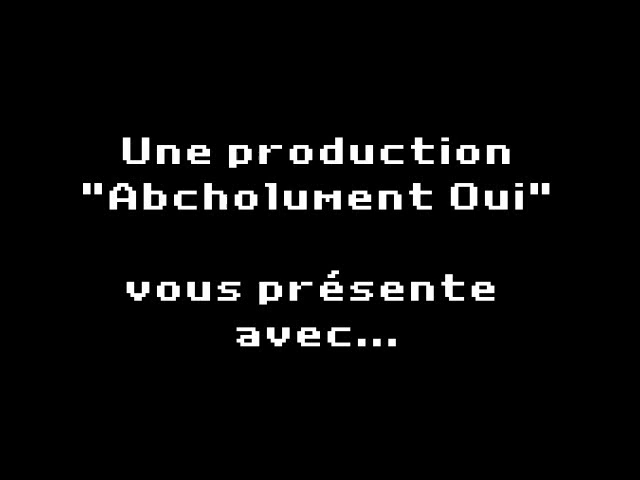 Une production
"Abcholument Oui"
vous présente
avec...